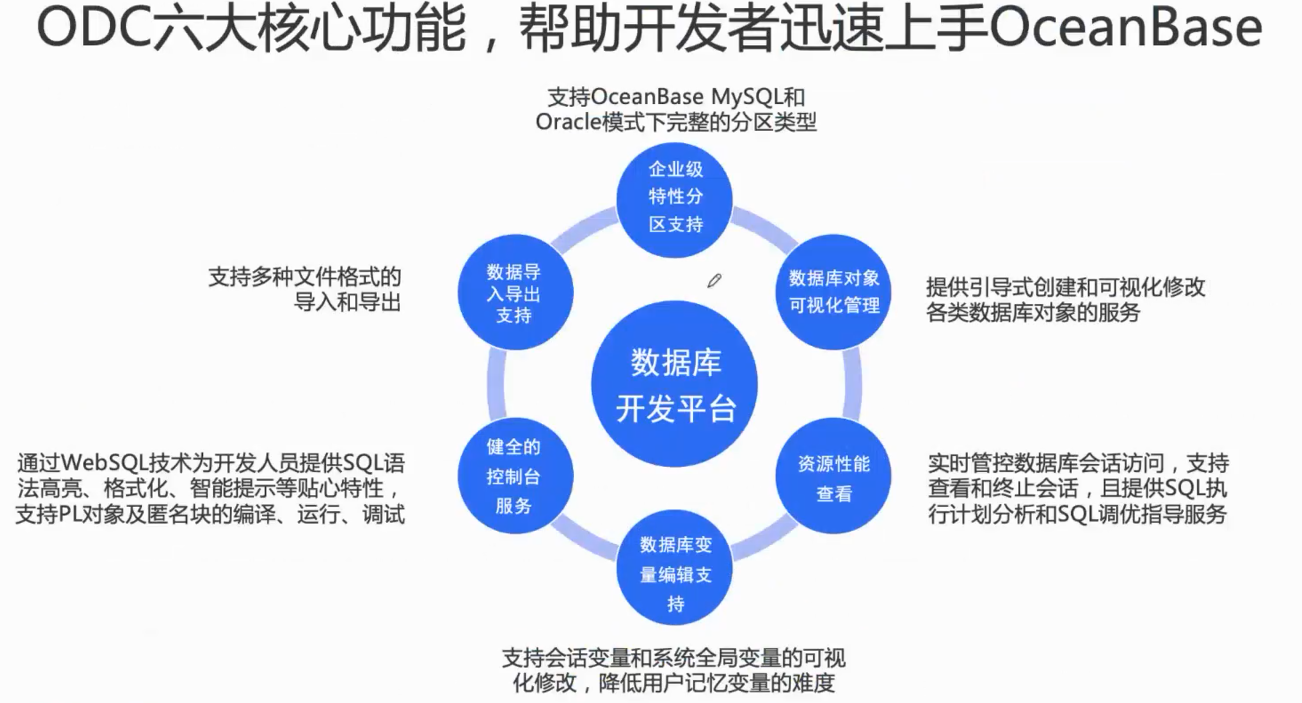 ODC六大核心功能，帮助开发者迅速上手OceanBase
支持OceanBase MySQL和
Oracle模式下完整的分区类型
企业级
特性分
区支持
数据库对象
可视化管理
提供引导式创建和可视化修改
各类数据库对象的服务
资源性能
查看
实时管控数据库会话访问，支持
查看和终止会话，且提供SQL执
行计划分析和SQL调优指导服务
数据库变
量编辑支
持
支持会话变量和系统全局变量的可视
化修改，降低用户记忆变量的难度
健全的
控制台
服务
通过WebSQL技术为开发人员提供SQL语
法高亮、格式化、智能提示等贴心特性，
支持PL对象及匿名块的编译、运行、调试
数据导
入导出
支持
支持多种文件格式的
导入和导出
数据库
开发平台